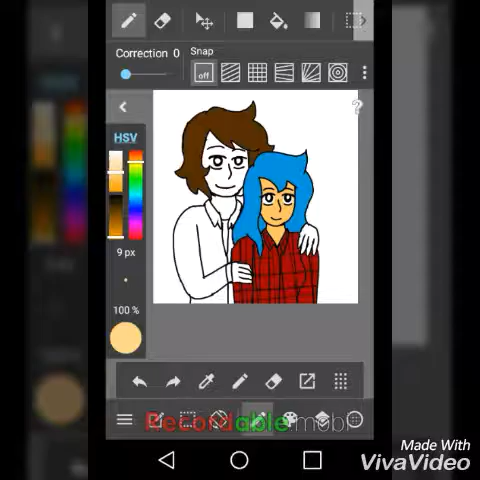 Correction 0
Snap
off
?
HSV
9 px
100 %
Recordable.mobi
Made With
VivaVideo